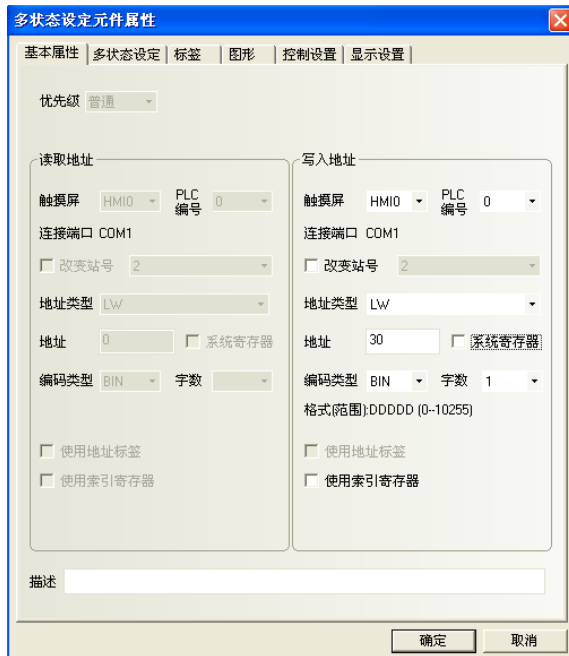 多状态设定元件属性
基本属性 多状态设定 标签 图形 控制设置 显示设置
优先级 普通
读取地址
触摸屏 HMI0 PLC编号 0
连接端口 COM1
改变站号 2
地址类型 LW
地址 0 系统寄存器
编码类型 BIN 字数
使用地址标签
使用索引寄存器
写入地址
触摸屏 HMI0 PLC编号 0
连接端口 COM1
改变站号 2
地址类型 LW
地址 30 系统寄存器
编码类型 BIN 字数 1
格式(范围):DDDDD (0--10255)
使用地址标签
使用索引寄存器
描述
确定 取消